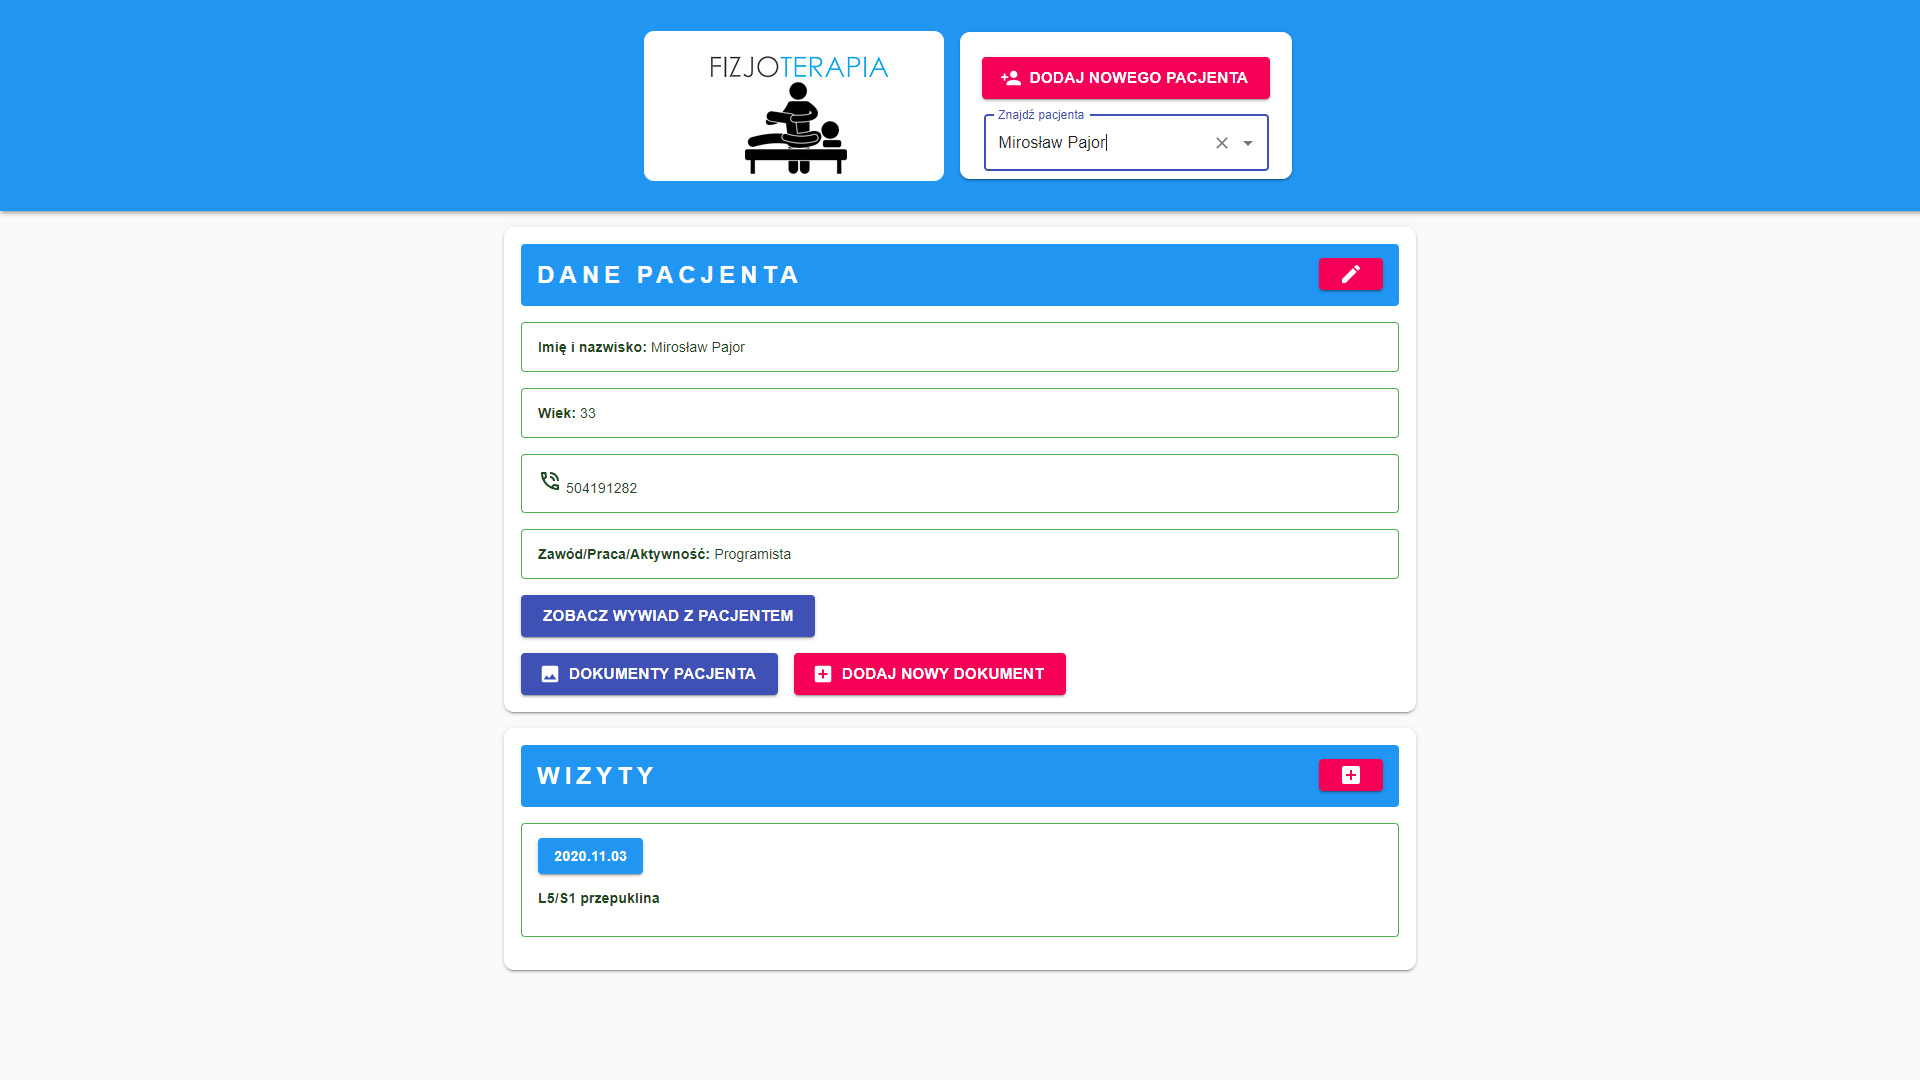 FIZJOTERAPIA
DODAJ NOWEGO PACJENTA
Znajdź pacjenta
Mirosław Pajor
DANE PACJENTA
Imię i nazwisko: Mirosław Pajor
Wiek: 33
504191282
Zawód/Praca/Aktywność: Programista
ZOBACZ WYWIAD Z PACJENTEM
DOKUMENTY PACJENTA
DODAJ NOWY DOKUMENT
WIZYTY
2020.11.03
L5/S1 przepuklina